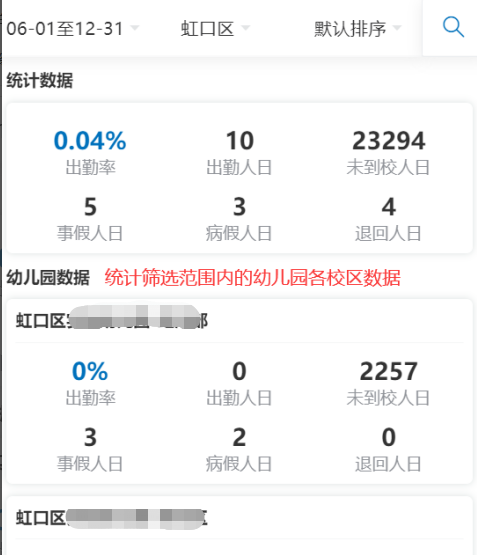 06-01至12-31 虹口区 默认排序
统计数据
0.04% 10 23294
出勤率 出勤人日 未到校人日
5 3 4
事假人日 病假人日 退回人日
幼儿园数据 统计筛选范围内的幼儿园各校区数据
虹口区
0% 0 2257
出勤率 出勤人日 未到校人日
3 2 0
事假人日 病假人日 退回人日
虹口区